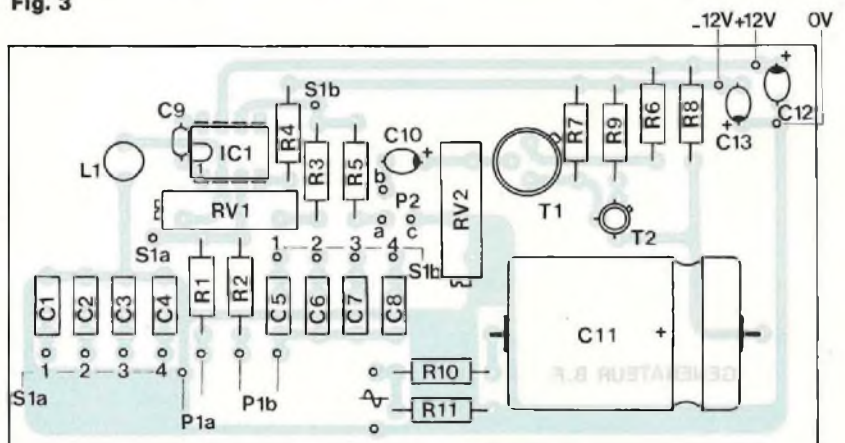 Fig. 3
_12V +12V 0V
S1b
C9
C10
C12
C13
R4
R3
R5
R7
R9
R6
R8
IC1
1
L1
RV1
RV2
b
P2
a c
T1
T2
S1a
1 2 3 4
S1b
C1
C2
C3
C4
R1
R2
C5
C6
C7
C8
C11 +
GENERATEUR B.F.
1 2 3 4
S1a
P1a
P1b
R10
R11